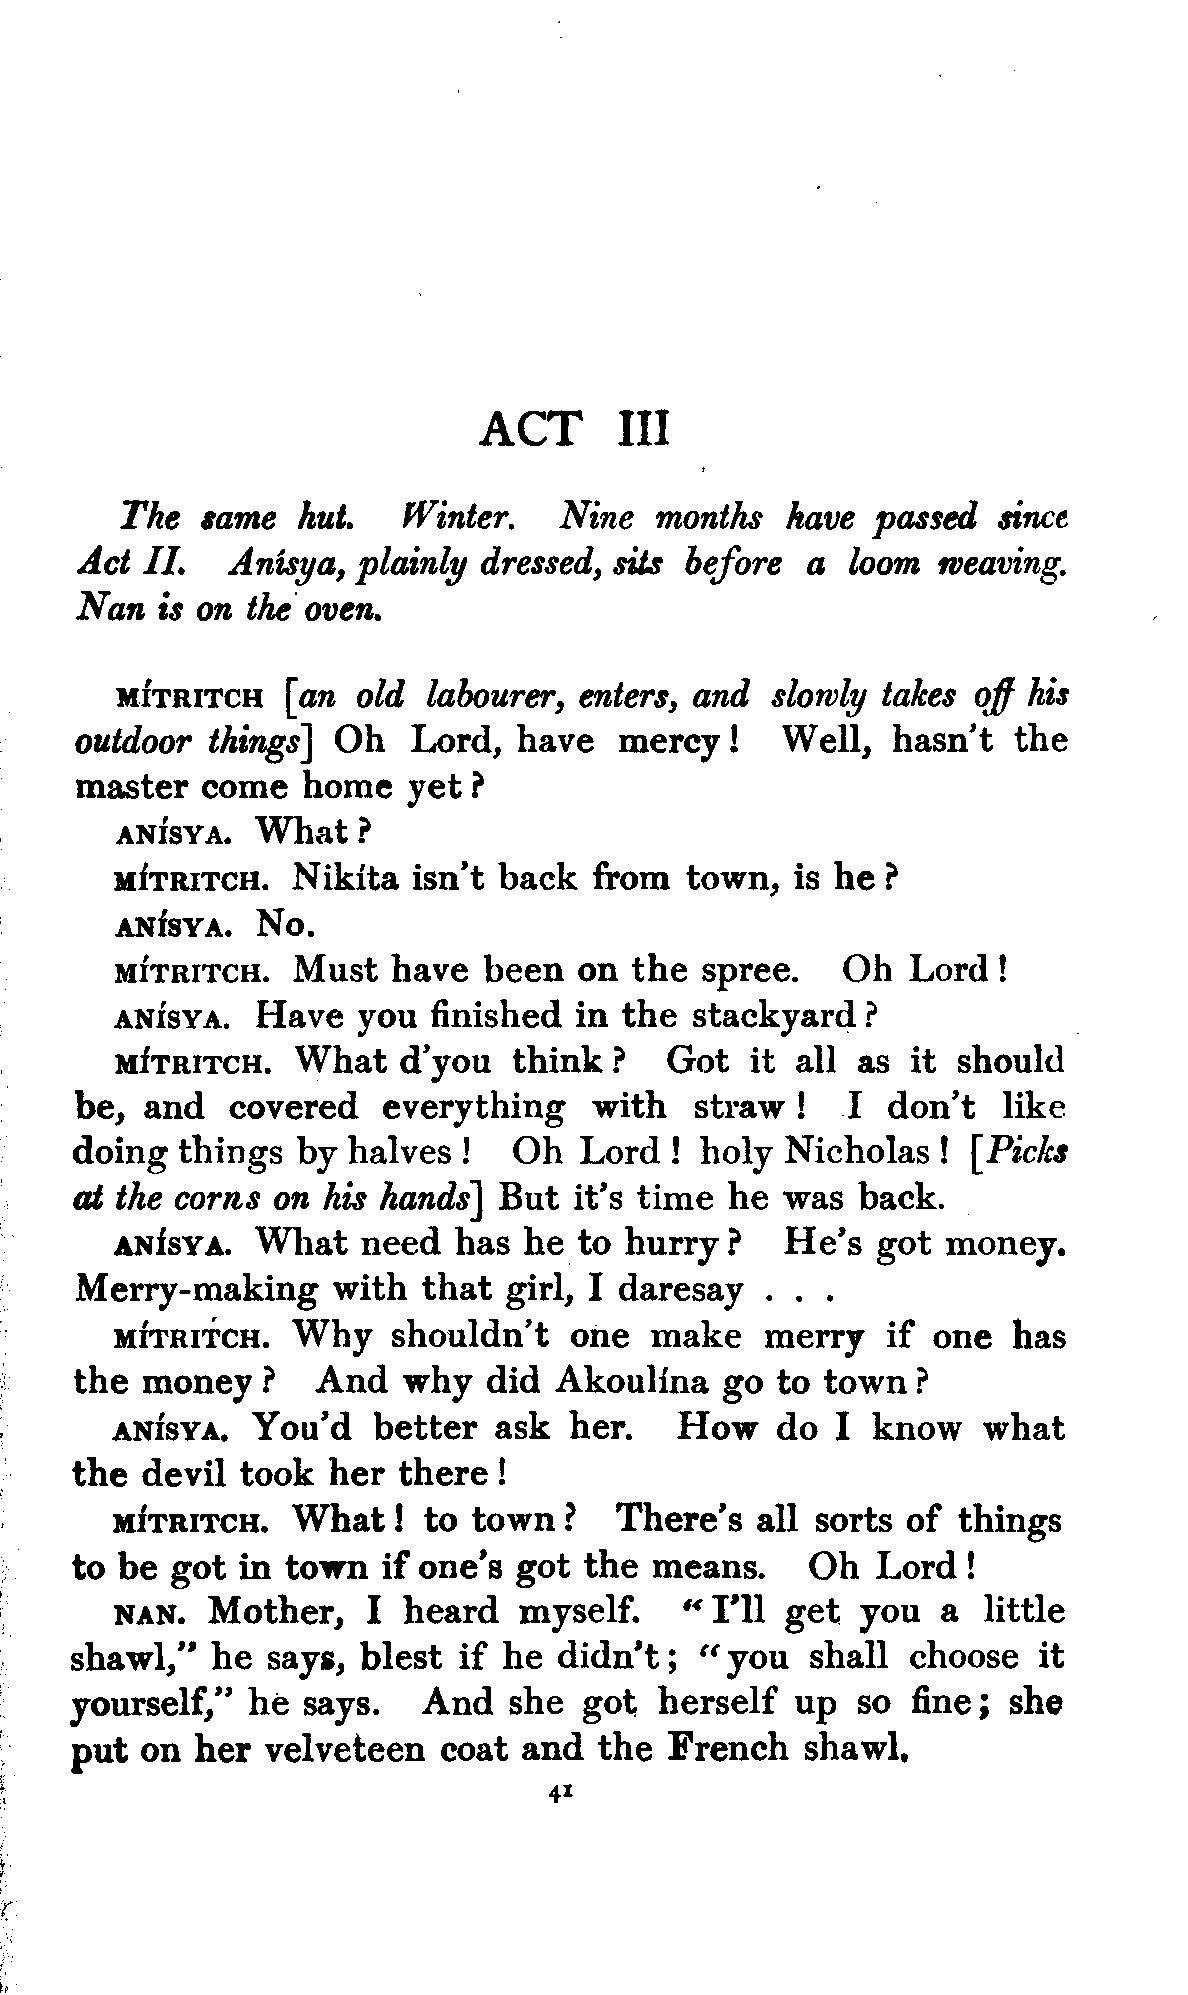 ACT III
The same hut. Winter. Nine months have passed since
Act II. Anísya, plainly dressed, sits before a loom weaving.
Nan is on the oven.
MÍTRITCH [an old labourer, enters, and slowly takes off his
outdoor things] Oh Lord, have mercy! Well, hasn't the
master come home yet?
ANÍSYA. What?
MÍTRITCH. Nikíta isn't back from town, is he?
ANÍSYA. No.
MÍTRITCH. Must have been on the spree. Oh Lord!
ANÍSYA. Have you finished in the stackyard?
MÍTRITCH. What d'you think? Got it all as it should
be, and covered everything with straw! I don't like
doing things by halves! Oh Lord! holy Nicholas! [Picks
at the corns on his hands] But it's time he was back.
ANÍSYA. What need has he to hurry? He's got money.
Merry-making with that girl, I daresay . . .
MÍTRITCH. Why shouldn't one make merry if one has
the money? And why did Akoulína go to town?
ANÍSYA. You'd better ask her. How do I know what
the devil took her there!
MÍTRITCH. What! to town? There's all sorts of things
to be got in town if one's got the means. Oh Lord!
NAN. Mother, I heard myself. "I'll get you a little
shawl," he says, blest if he didn't; "you shall choose it
yourself," he says. And she got herself up so fine; she
put on her velveteen coat and the French shawl.
41